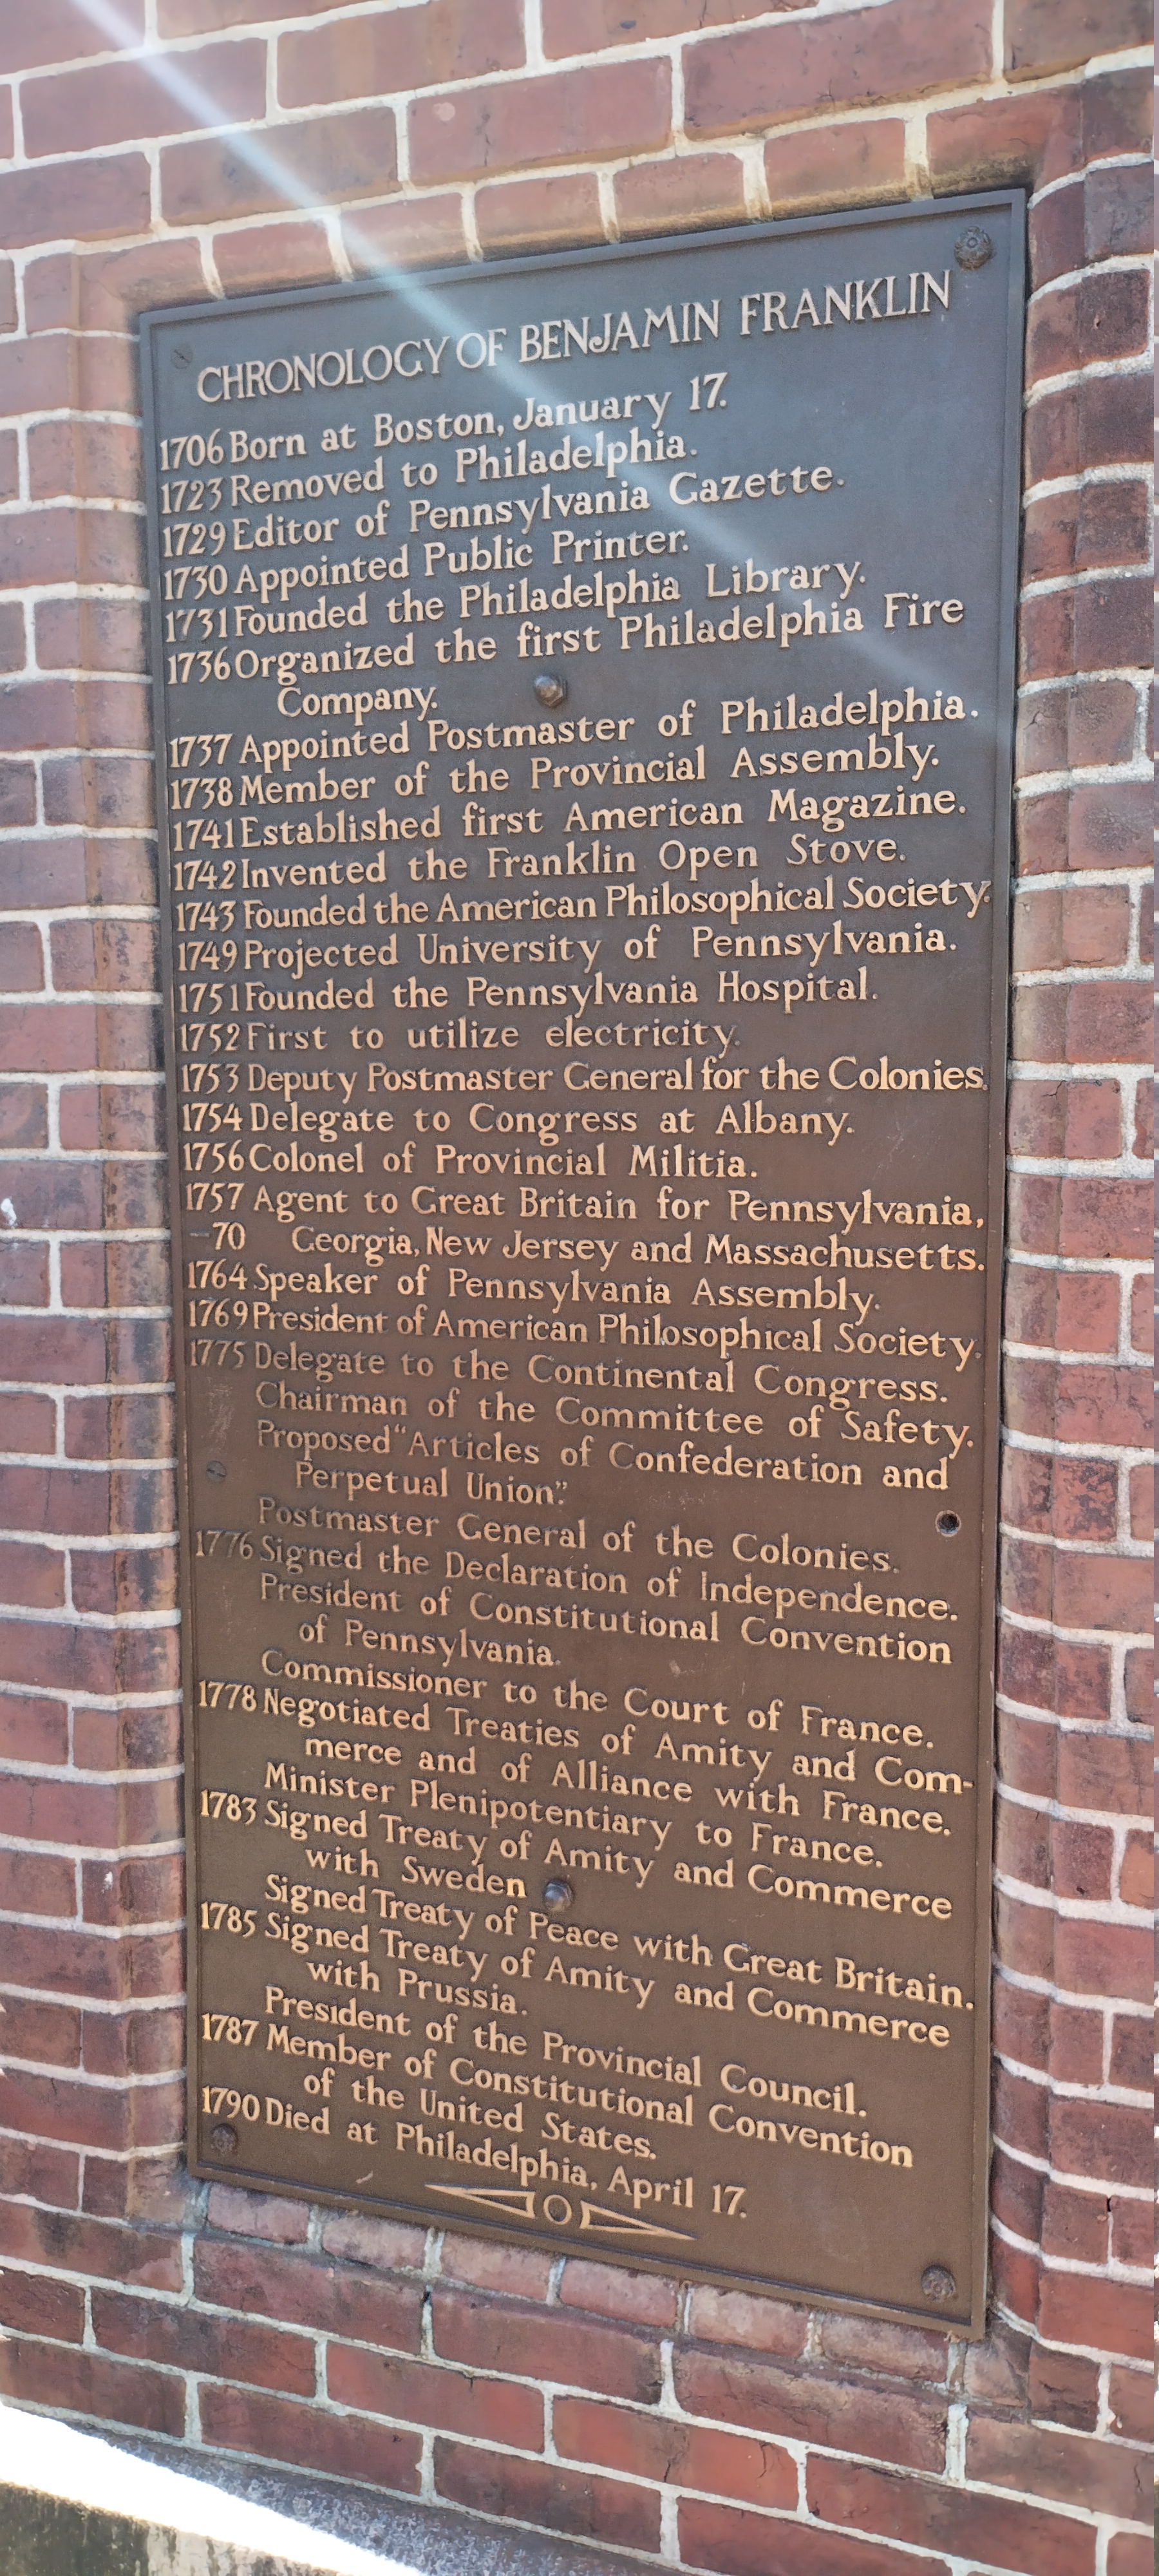 CHRONOLOGY OF BENJAMIN FRANKLIN
1706 Born at Boston, January 17.
1723 Removed to Philadelphia.
1729 Editor of Pennsylvania Gazette.
1730 Appointed Public Printer.
1731 Founded the Philadelphia Library.
1736 Organized the first Philadelphia Fire
Company.
1737 Appointed Postmaster of Philadelphia.
1738 Member of the Provincial Assembly.
1741 Established first American Magazine.
1742 Invented the Franklin Open Stove.
1743 Founded the American Philosophical Society.
1749 Projected University of Pennsylvania.
1751 Founded the Pennsylvania Hospital.
1752 First to utilize electricity.
1753 Deputy Postmaster General for the Colonies.
1754 Delegate to Congress at Albany.
1756 Colonel of Provincial Militia.
1757 Agent to Great Britain for Pennsylvania,
-70 Georgia, New Jersey and Massachusetts.
1764 Speaker of Pennsylvania Assembly.
1769 President of American Philosophical Society.
1775 Delegate to the Continental Congress.
Chairman of the Committee of Safety.
Proposed "Articles of Confederation and
Perpetual Union".
Postmaster General of the Colonies.
1776 Signed the Declaration of Independence.
President of Constitutional Convention
of Pennsylvania.
Commissioner to the Court of France.
1778 Negotiated Treaties of Amity and Com-
merce and of Alliance with France.
Minister Plenipotentiary to France.
1783 Signed Treaty of Amity and Commerce
with Sweden
Signed Treaty of Peace with Great Britain.
1785 Signed Treaty of Amity and Commerce
with Prussia.
President of the Provincial Council.
1787 Member of Constitutional Convention
of the United States.
1790 Died at Philadelphia, April 17.